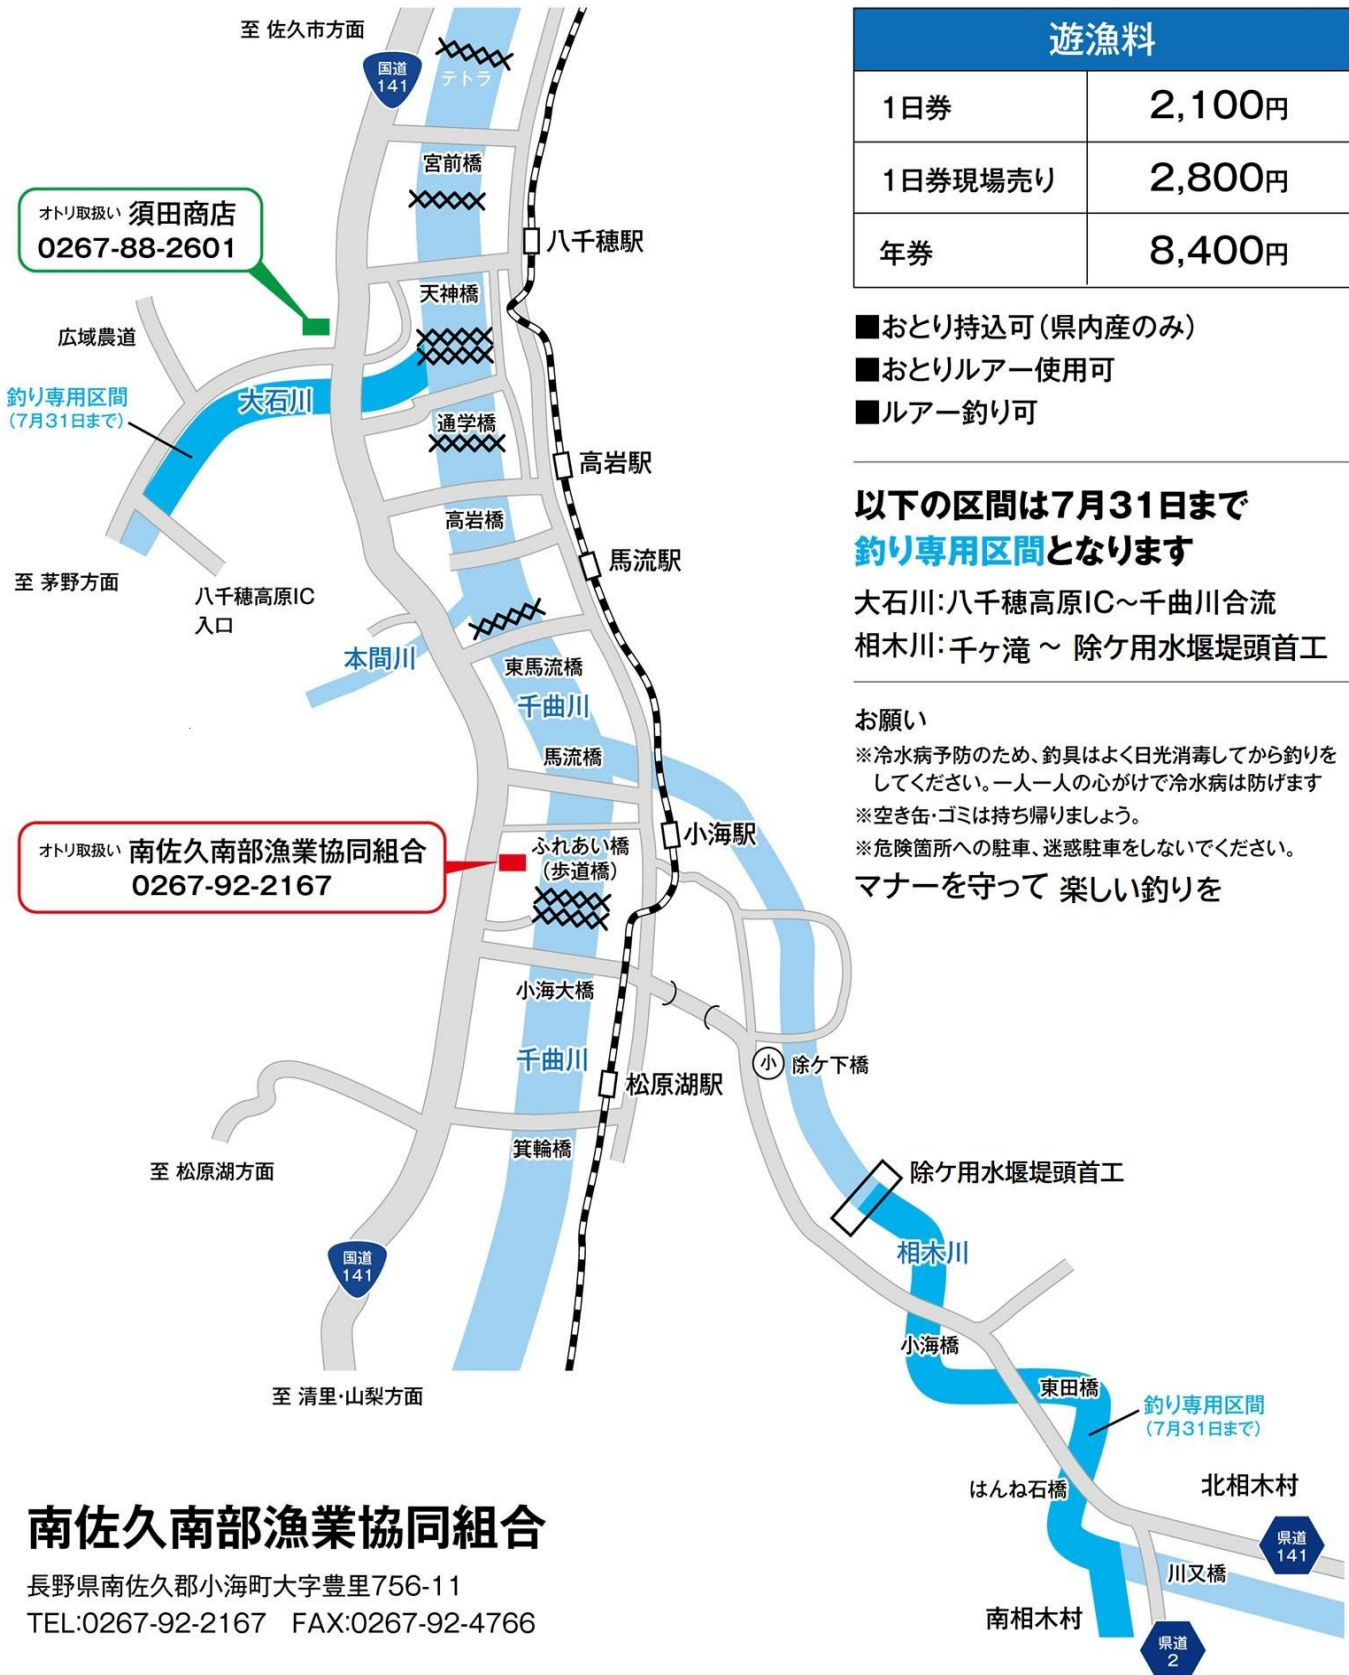 至 佐久市方面
国道
141
テトラ
宮前橋
オトリ取扱い 須田商店
0267-88-2601
八千穂駅
天神橋
広域農道
釣り専用区間
(7月31日まで)
大石川
通学橋
高岩駅
高岩橋
馬流駅
至 茅野方面
八千穂高原IC
入口
本間川
東馬流橋
千曲川
馬流橋
オトリ取扱い 南佐久南部漁業協同組合
0267-92-2167
ふれあい橋
(歩道橋)
小海駅
小海大橋
千曲川
松原湖駅
小 除ケ下橋
箕輪橋
至 松原湖方面
国道
141
至 清里・山梨方面
除ケ用水堰堤頭首工
相木川
小海橋
東田橋
釣り専用区間
(7月31日まで)
はんね石橋
北相木村
県道
141
川又橋
南相木村
県道
2
遊漁料
1日券 2,100円
1日券現場売り 2,800円
年券 8,400円
■おとり持込可(県内産のみ)
■おとりルアー使用可
■ルアー釣り可
以下の区間は7月31日まで
釣り専用区間となります
大石川:八千穂高原IC～千曲川合流
相木川:千ヶ滝 ～ 除ケ用水堰堤頭首工
お願い
※冷水病予防のため、釣具はよく日光消毒してから釣りを
してください。一人一人の心がけで冷水病は防げます
※空き缶・ゴミは持ち帰りましょう。
※危険箇所への駐車、迷惑駐車をしないでください。
マナーを守って 楽しい釣りを
南佐久南部漁業協同組合
長野県南佐久郡小海町大字豊里756-11
TEL:0267-92-2167 FAX:0267-92-4766